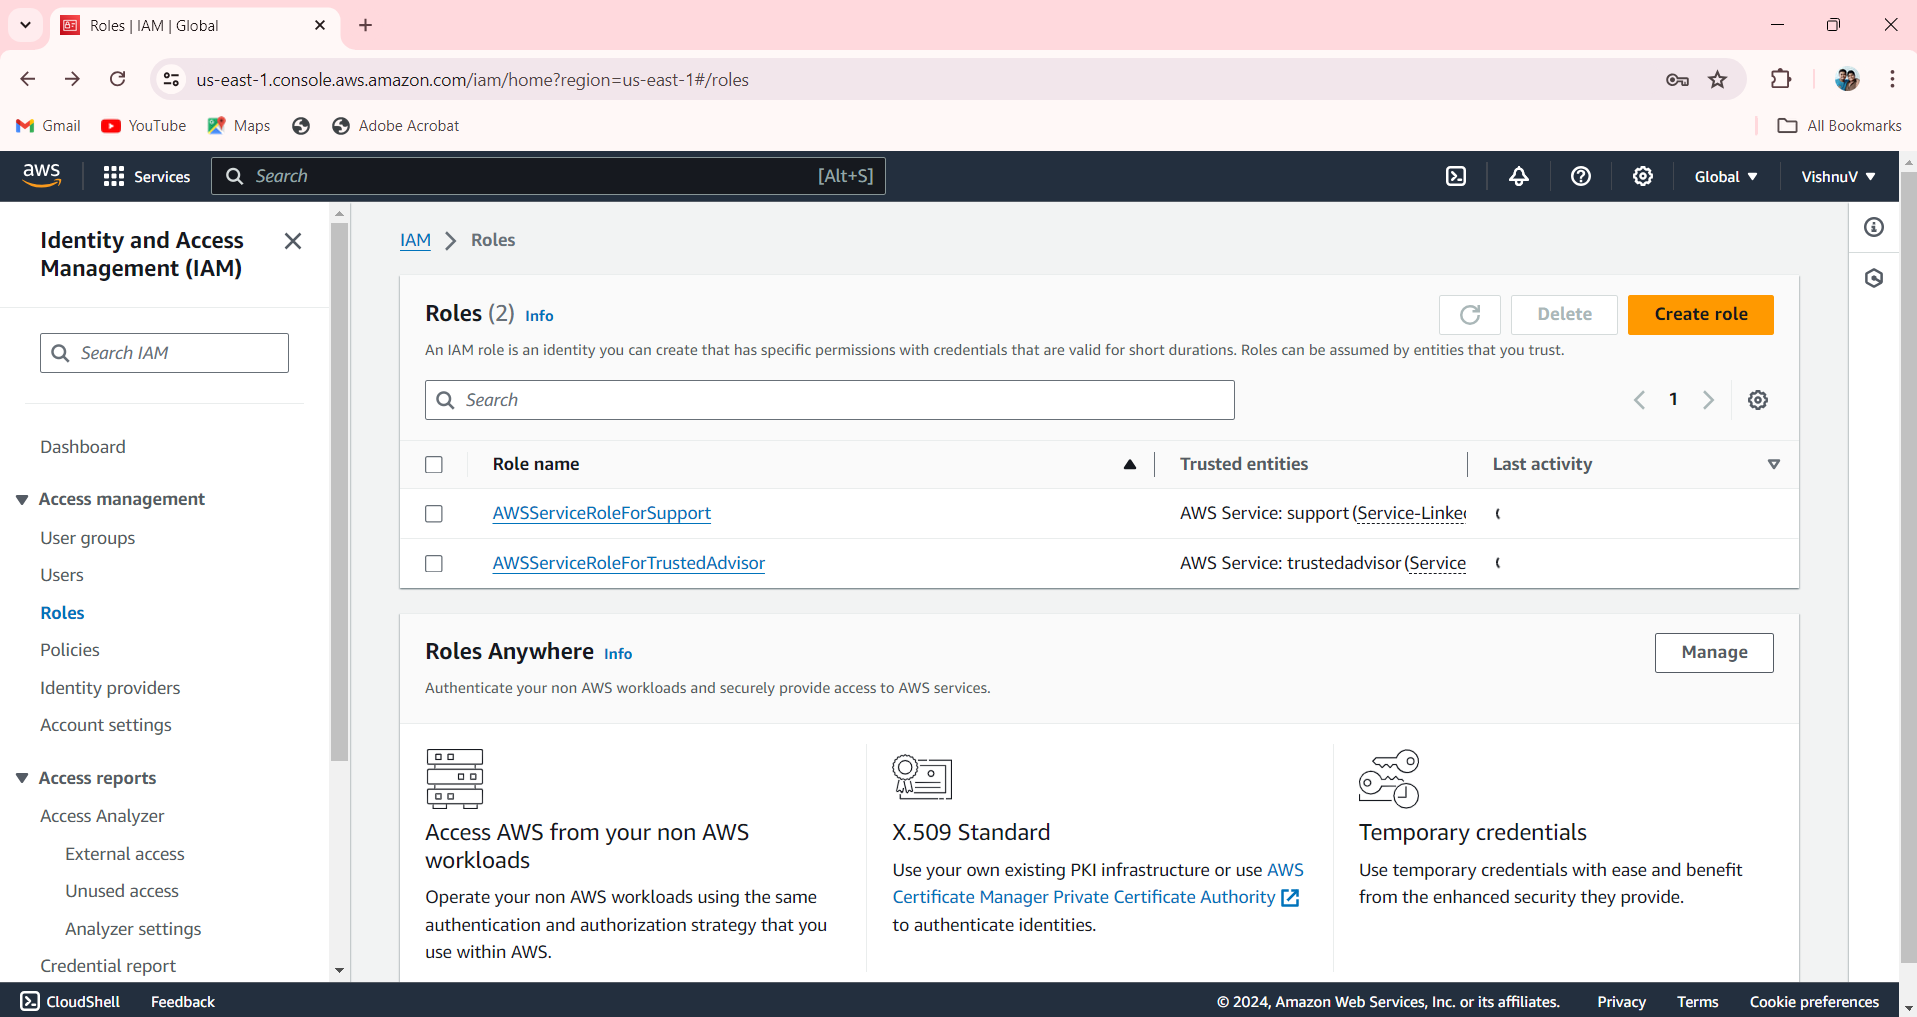 Roles | IAM | Global
us-east-1.console.aws.amazon.com/iam/home?region=us-east-1#/roles
Gmail
YouTube
Maps
Adobe Acrobat
All Bookmarks
aws
Services
Search
[Alt+S]
Global
VishnuV
Identity and Access
Management (IAM)
Search IAM
Dashboard
Access management
User groups
Users
Roles
Policies
Identity providers
Account settings
Access reports
Access Analyzer
External access
Unused access
Analyzer settings
Credential report
IAM > Roles
Roles (2) Info
Delete
Create role
An IAM role is an identity you can create that has specific permissions with credentials that are valid for short durations. Roles can be assumed by entities that you trust.
Search
1
Role name
Trusted entities
Last activity
AWSServiceRoleForSupport
AWS Service: support (Service-Linked
AWSServiceRoleForTrustedAdvisor
AWS Service: trustedadvisor (Service
Roles Anywhere Info
Manage
Authenticate your non AWS workloads and securely provide access to AWS services.
Access AWS from your non AWS
workloads
Operate your non AWS workloads using the same
authentication and authorization strategy that you
use within AWS.
X.509 Standard
Use your own existing PKI infrastructure or use AWS
Certificate Manager Private Certificate Authority
to authenticate identities.
Temporary credentials
Use temporary credentials with ease and benefit
from the enhanced security they provide.
CloudShell
Feedback
© 2024, Amazon Web Services, Inc. or its affiliates.
Privacy
Terms
Cookie preferences